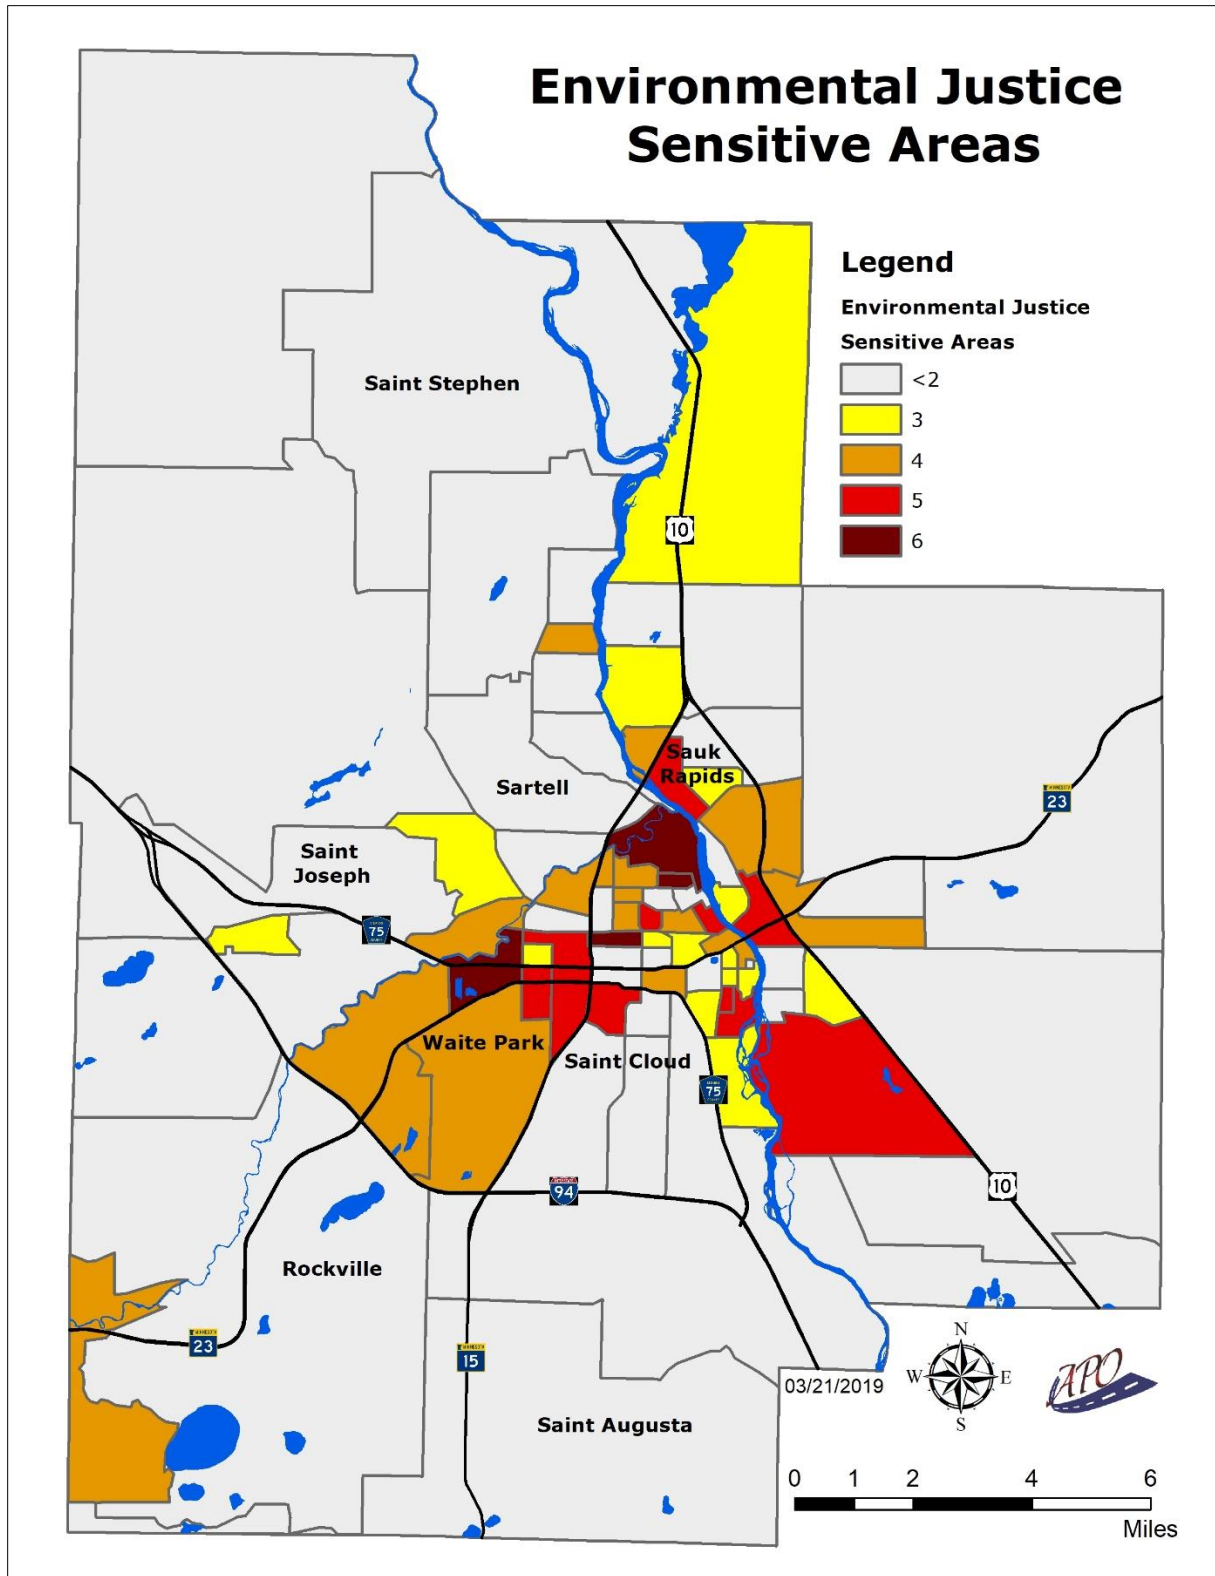 Environmental Justice
Sensitive Areas
Legend
Environmental Justice
Sensitive Areas
<2
3
4
5
6
Saint Stephen
10
Sauk
Rapids
Sartell
23
Saint
Joseph
75
Waite Park
Saint Cloud
75
94
10
Rockville
23
15
Saint Augusta
03/21/2019
N
W
E
S
APO
0
1
2
4
6
Miles